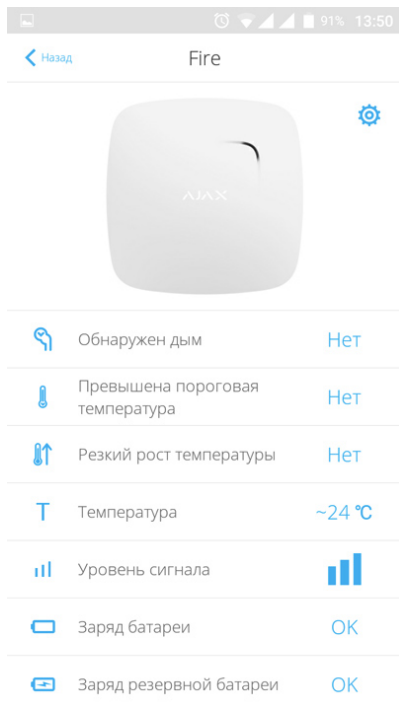 91% 13:50
Назад Fire
AJAX
Обнаружен дым Нет
Превышена пороговая
температура Нет
Резкий рост температуры Нет
T Температура ~24 °C
Уровень сигнала
Заряд батареи OK
Заряд резервной батареи OK